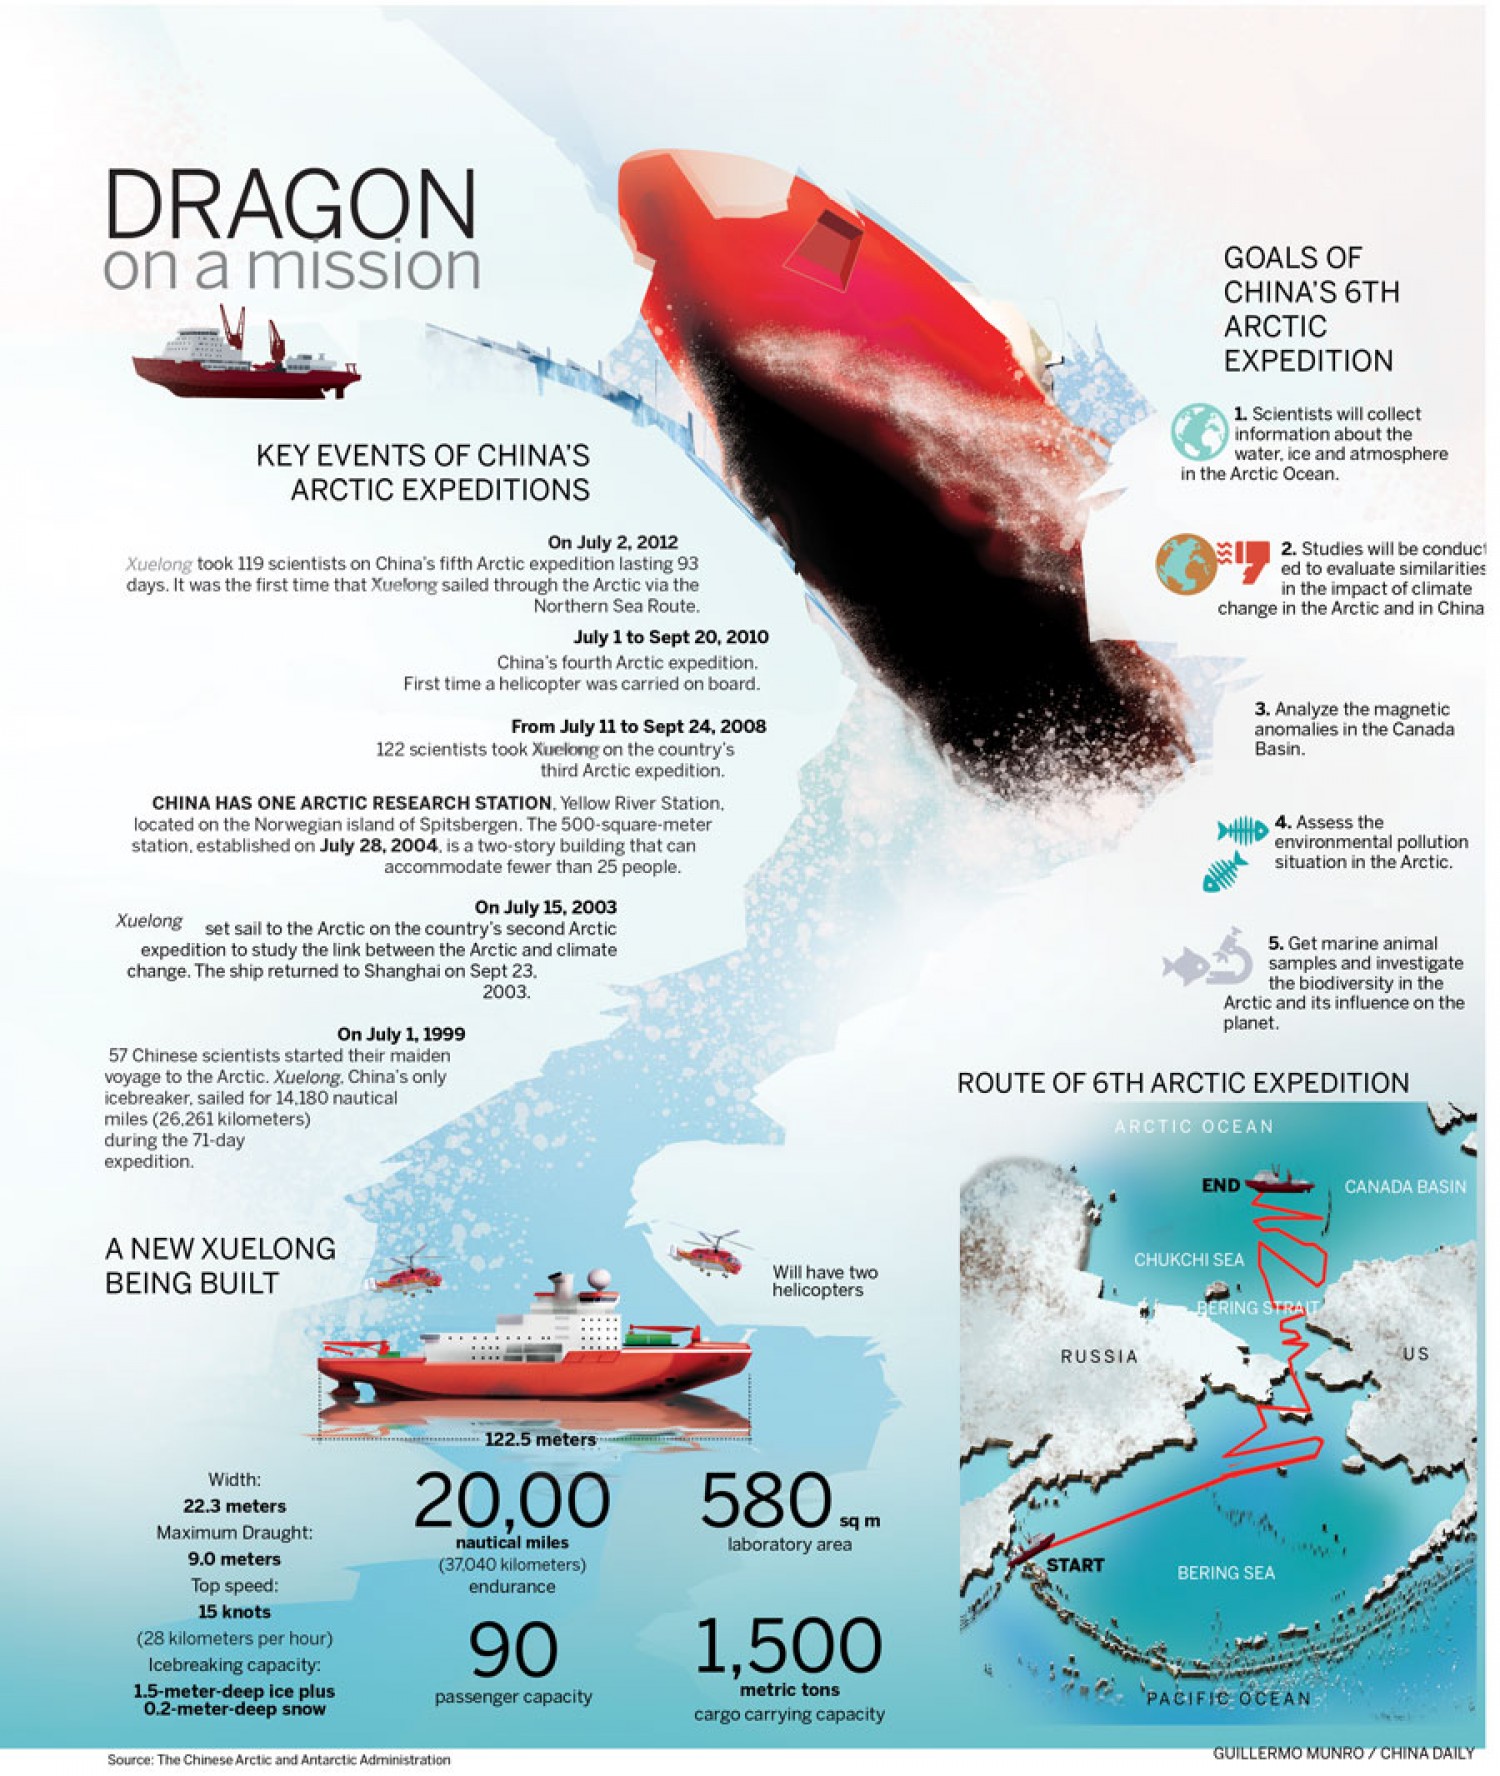 DRAGON
on a mission
KEY EVENTS OF CHINA'S
ARCTIC EXPEDITIONS
On July 2, 2012
Xuelong took 119 scientists on China's fifth Arctic expedition lasting 93
days. It was the first time that Xuelong sailed through the Arctic via the
Northern Sea Route.
July 1 to Sept 20, 2010
China's fourth Arctic expedition.
First time a helicopter was carried on board.
From July 11 to Sept 24, 2008
122 scientists took Xuelong on the country's
third Arctic expedition.
CHINA HAS ONE ARCTIC RESEARCH STATION, Yellow River Station,
located on the Norwegian island of Spitsbergen. The 500-square-meter
station, established on July 28, 2004, is a two-story building that can
accommodate fewer than 25 people.
On July 15, 2003
Xuelong set sail to the Arctic on the country's second Arctic
expedition to study the link between the Arctic and climate
change. The ship returned to Shanghai on Sept 23,
2003.
On July 1, 1999
57 Chinese scientists started their maiden
voyage to the Arctic. Xuelong, China's only
icebreaker, sailed for 14,180 nautical
miles (26,261 kilometers)
during the 71-day
expedition.
GOALS OF
CHINA'S 6TH
ARCTIC
EXPEDITION
1. Scientists will collect
information about the
water, ice and atmosphere
in the Arctic Ocean.
2. Studies will be conduct
ed to evaluate similarities
in the impact of climate
change in the Arctic and in China
3. Analyze the magnetic
anomalies in the Canada
Basin.
4. Assess the
environmental pollution
situation in the Arctic.
5. Get marine animal
samples and investigate
the biodiversity in the
Arctic and its influence on the
planet.
ROUTE OF 6TH ARCTIC EXPEDITION
ARCTIC OCEAN
END
CANADA BASIN
CHUKCHI SEA
BERING STRAIT
RUSSIA
US
START
BERING SEA
PACIFIC OCEAN
A NEW XUELONG
BEING BUILT
Will have two
helicopters
122.5 meters
Width:
22.3 meters
Maximum Draught:
9.0 meters
Top speed:
15 knots
(28 kilometers per hour)
Icebreaking capacity:
1.5-meter-deep ice plus
0.2-meter-deep snow
20,00
nautical miles
(37,040 kilometers)
endurance
90
passenger capacity
580 sq m
laboratory area
1,500
metric tons
cargo carrying capacity
Source: The Chinese Arctic and Antarctic Administration
GUILLERMO MUNRO / CHINA DAILY